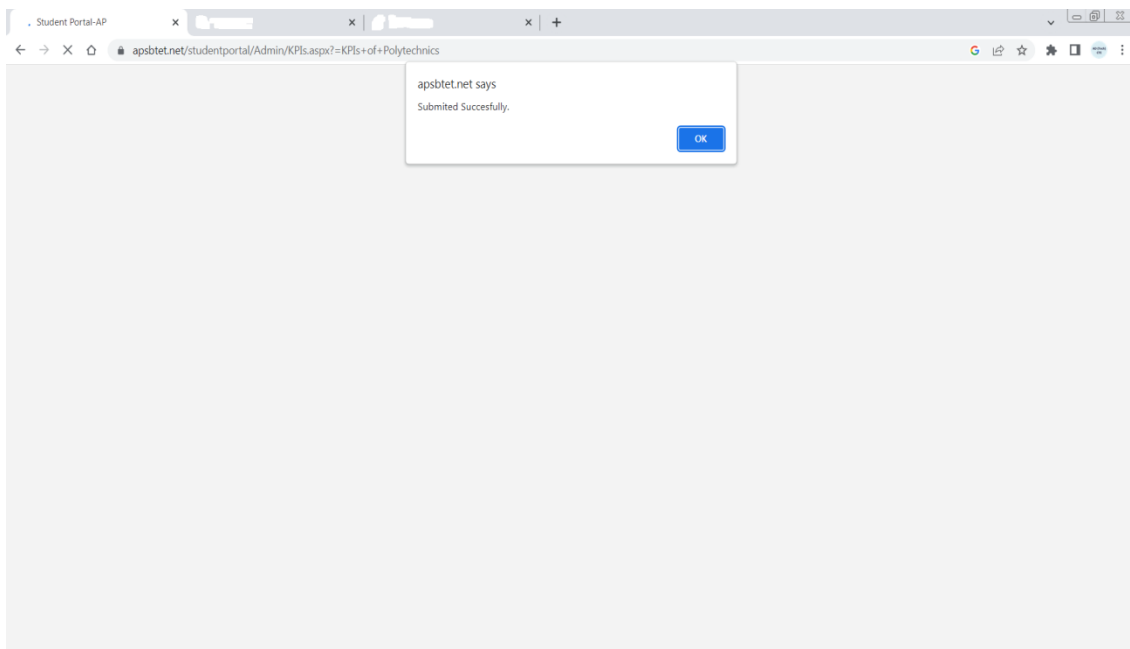 Student Portal-AP
apsbtet.net/studentportal/Admin/KPIs.aspx?=KPIs+of+Polytechnics
apsbtet.net says
Submited Succesfully.
OK